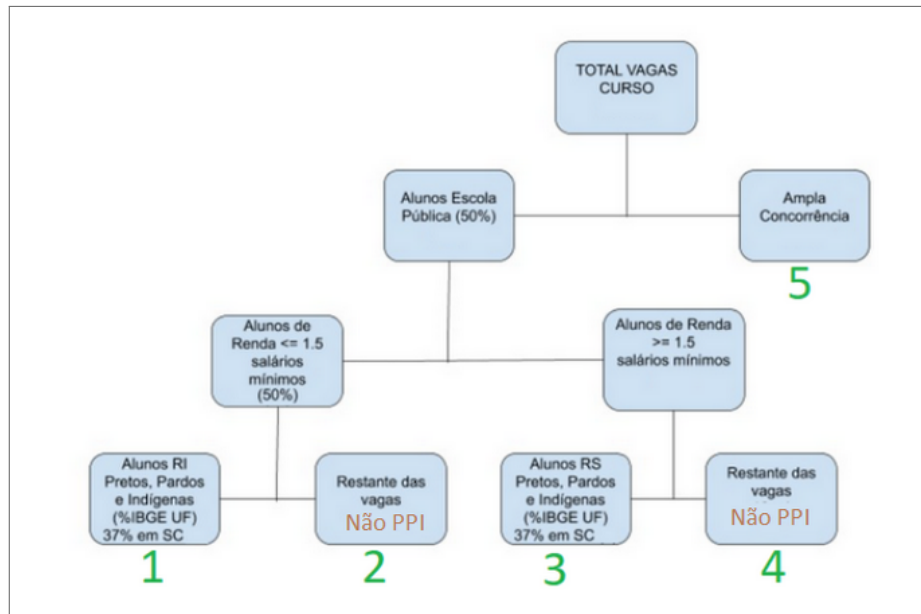 TOTAL VAGAS
CURSO
Alunos Escola
Pública (50%)
Ampla
Concorrência
5
Alunos de
Renda <= 1.5
salários
mínimos
(50%)
Alunos de Renda
>= 1.5
salários mínimos
Alunos RI
Pretos, Pardos
e Indígenas
(%IBGE UF)
37% em SC
1
Restante das
vagas
Não PPI
2
Alunos RS
Pretos, Pardos
e Indígenas
(%IBGE UF)
37% em SC
3
Restante das
vagas
Não PPI
4